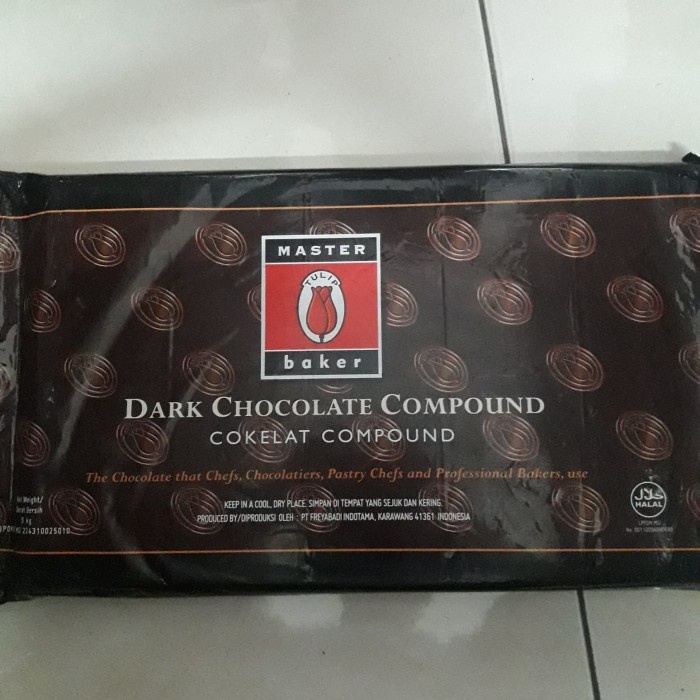 MASTER
TULIP
baker
DARK CHOCOLATE COMPOUND
COKELAT COMPOUND
The Chocolate that Chefs, Chocolatiers, Pastry Chefs and Professional Bakers, use
KEEP IN A COOL, DRY PLACE. SIMPAN DI TEMPAT YANG SEJUK DAN KERING.
PRODUCED BY/DIPRODUKSI OLEH : PT FREYABADI INDOTAMA, KARAWANG 41361 INDONESIA
Weight/
Bersih
5 kg
224310025010
حلال
HALAL